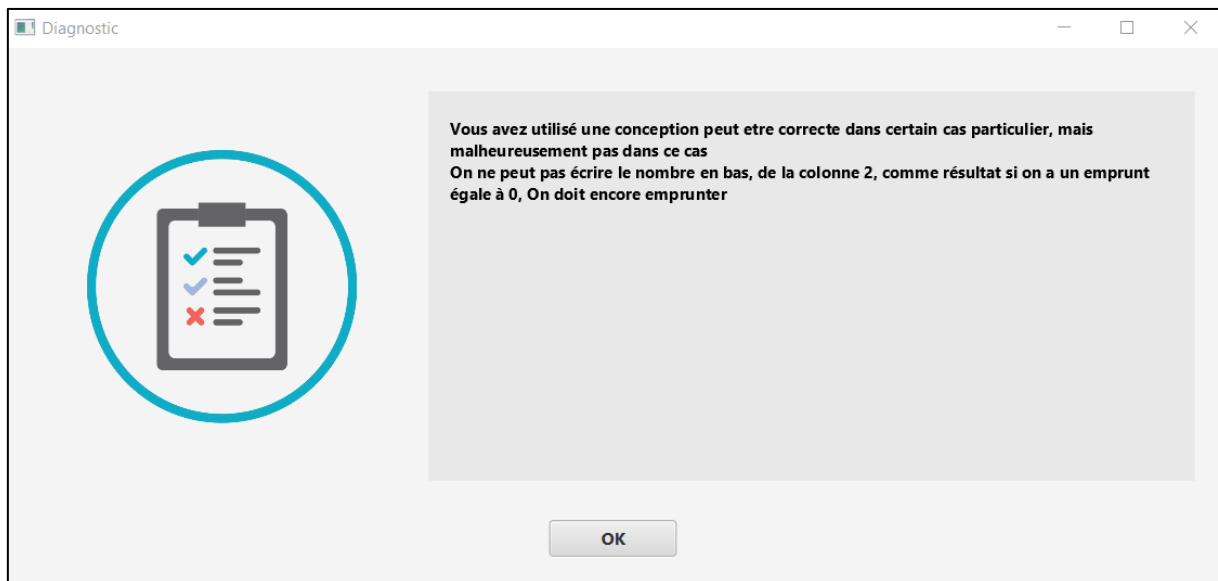 Diagnostic
Vous avez utilisé une conception peut etre correcte dans certain cas particulier, mais
malheureusement pas dans ce cas
On ne peut pas écrire le nombre en bas, de la colonne 2, comme résultat si on a un emprunt
égale à 0, On doit encore emprunter
OK